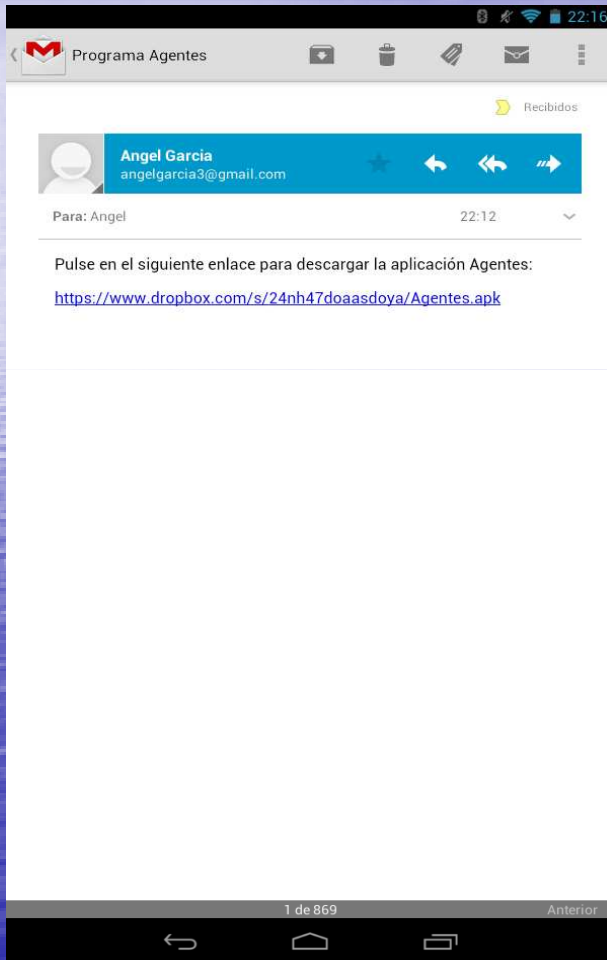 22:16
Programa Agentes
Recibidos
Angel Garcia
angelgarcia3@gmail.com
Para: Angel
22:12
Pulse en el siguiente enlace para descargar la aplicación Agentes:
https://www.dropbox.com/s/24nh47doaasdoya/Agentes.apk
1 de 869
Anterior